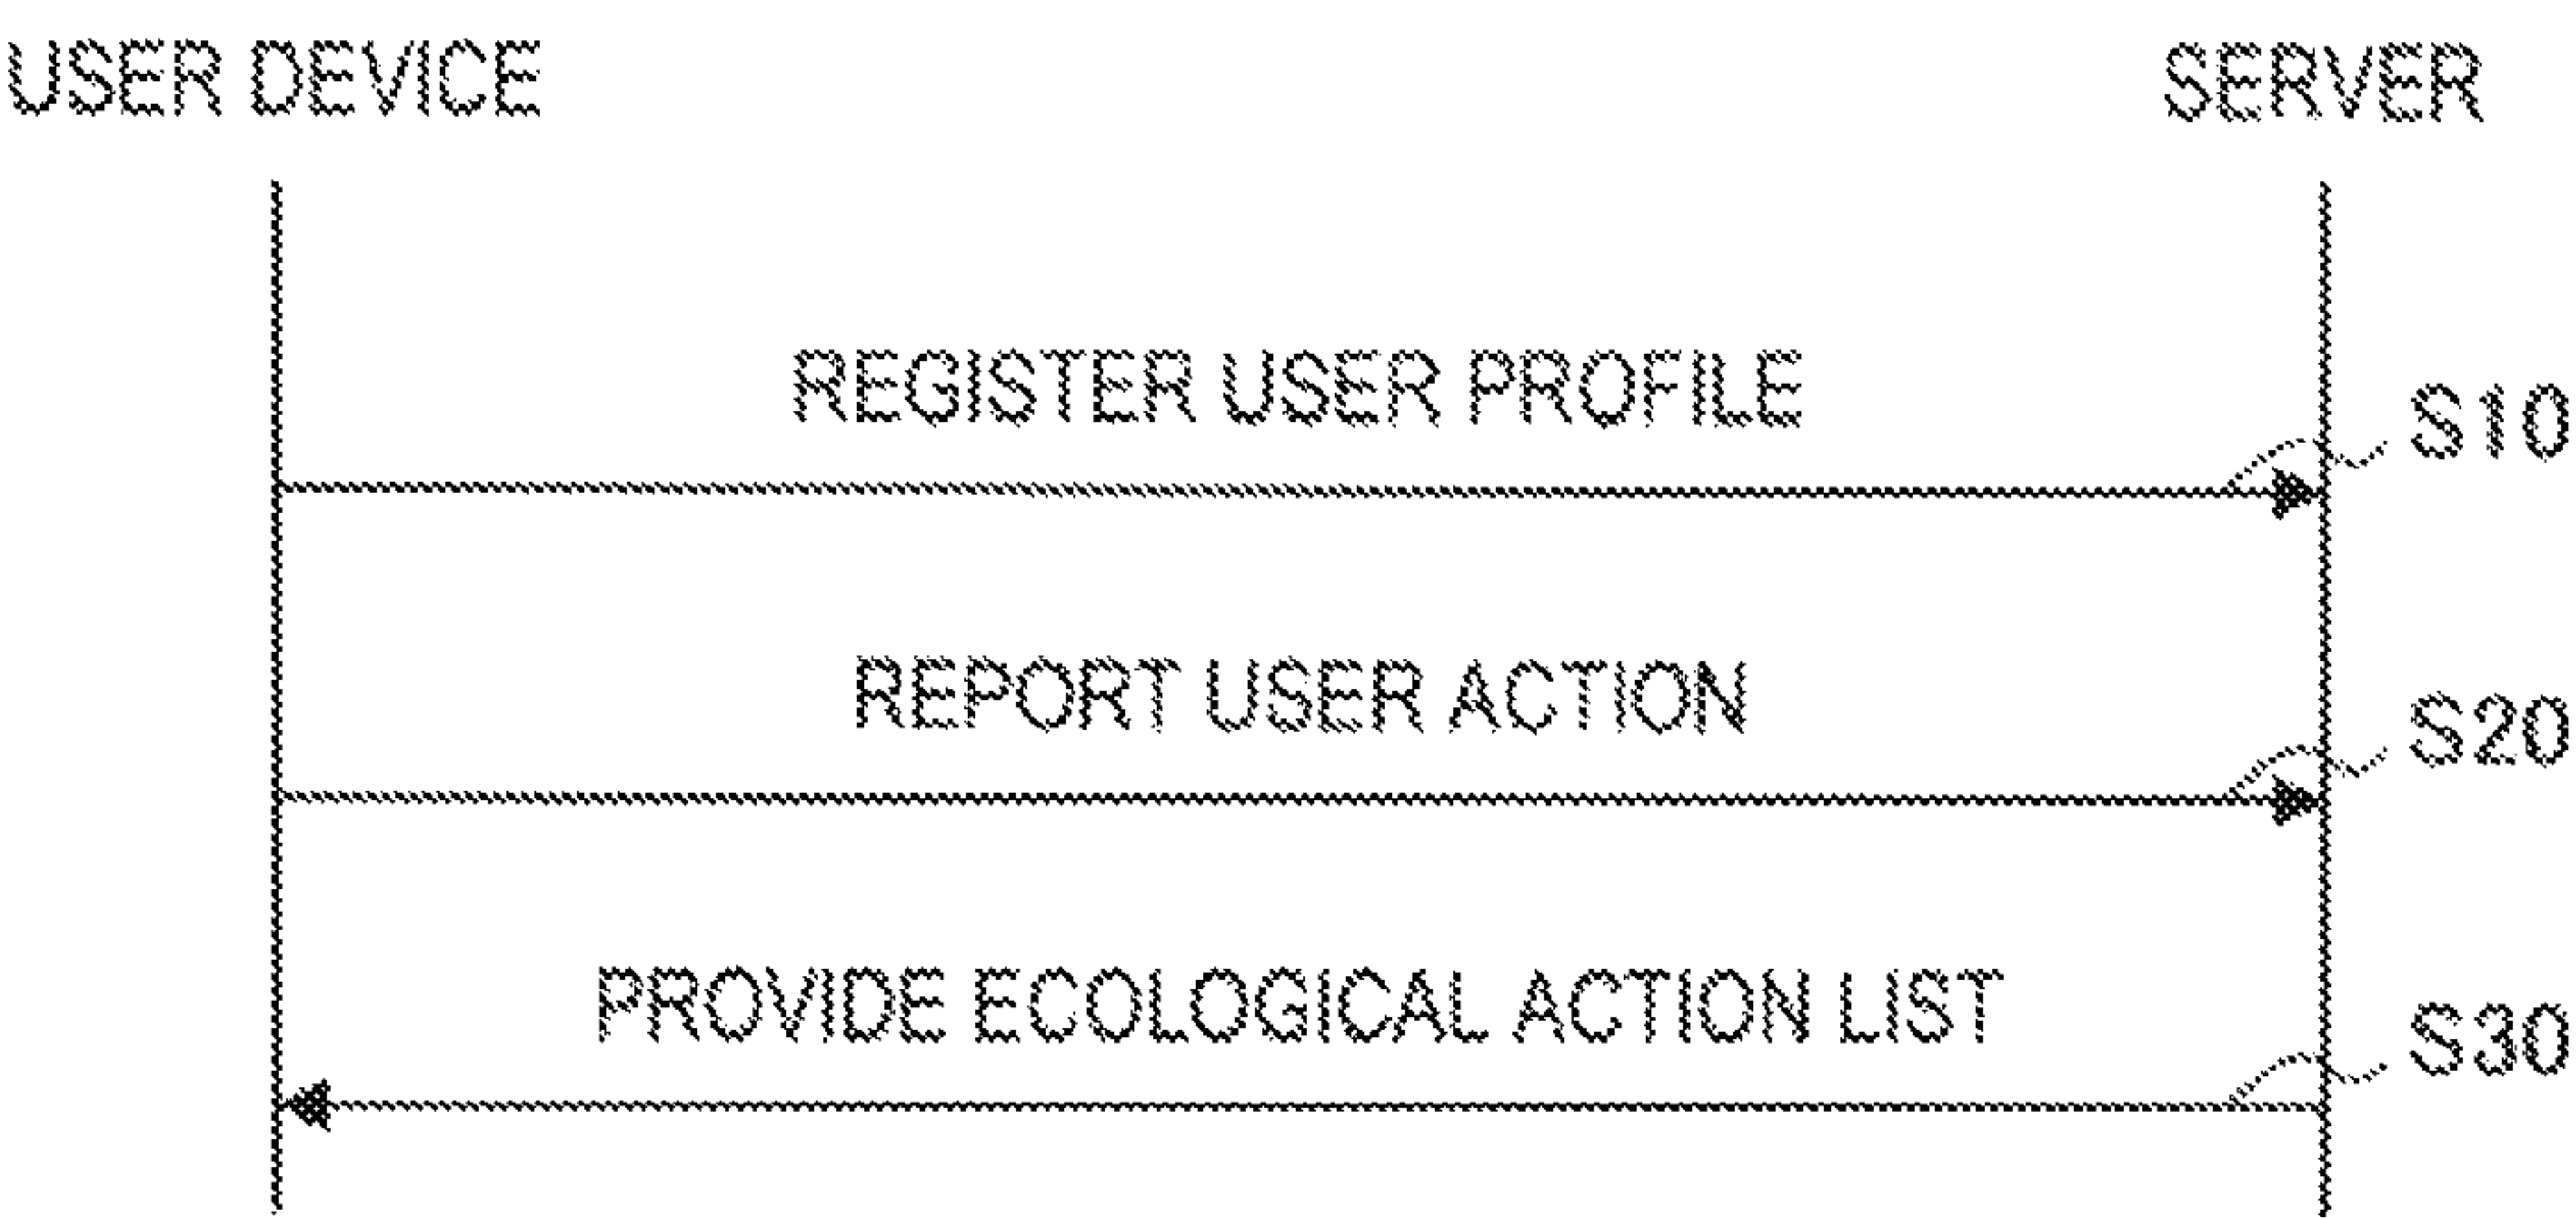 USER DEVICE
SERVER
REGISTER USER PROFILE
S10
REPORT USER ACTION
S20
PROVIDE ECOLOGICAL ACTION LIST
S30